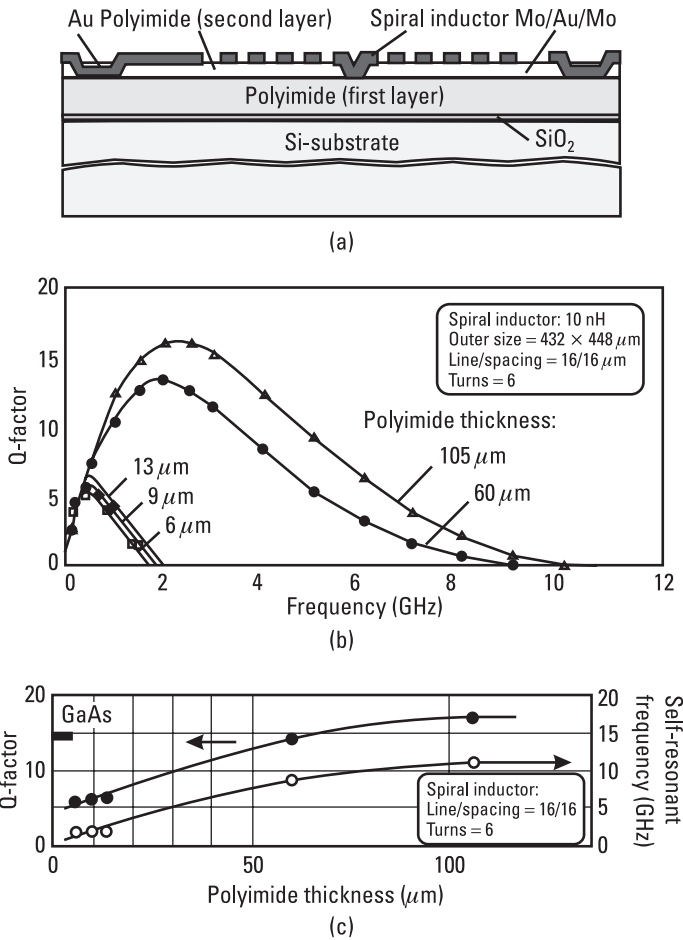 Au Polyimide (second layer) Spiral inductor Mo/Au/Mo
Polyimide (first layer)
Si-substrate
SiO₂
(a)
20
15
10
5
0
Q-factor
Spiral inductor: 10 nH
Outer size = 432 × 448 μm
Line/spacing = 16/16 μm
Turns = 6
Polyimide thickness:
105 μm
60 μm
13 μm
9 μm
6 μm
0 2 4 6 8 10 12
Frequency (GHz)
(b)
20
10
0
Q-factor
GaAs
Spiral inductor:
Line/spacing = 16/16
Turns = 6
20
15
10
5
0
Self-resonant
frequency (GHz)
0 50 100
Polyimide thickness (μm)
(c)